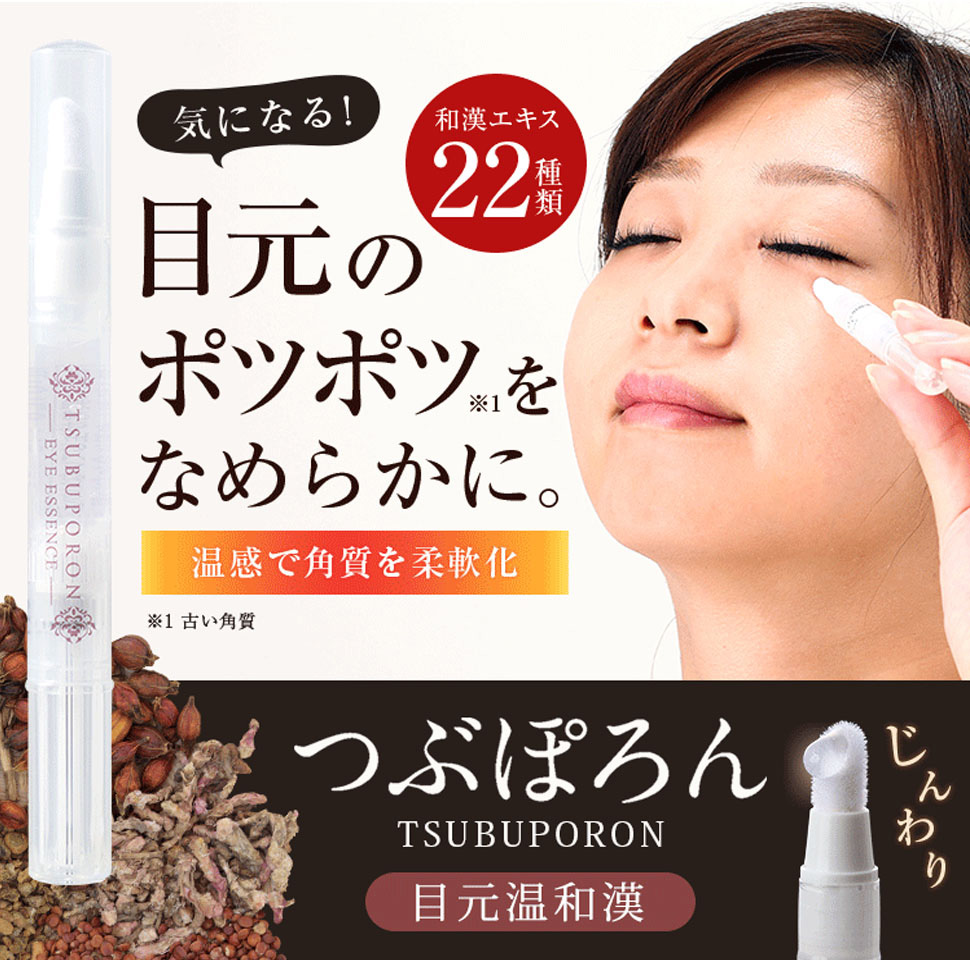 気になる!
和漢エキス
22種類
目元の
ポツポツ※1を
なめらかに。
温感で角質を柔軟化
※1 古い角質
TSUBUPORON
EYE ESSENCE
つぶぽろん
TSUBUPORON
目元温和漢
じんわり